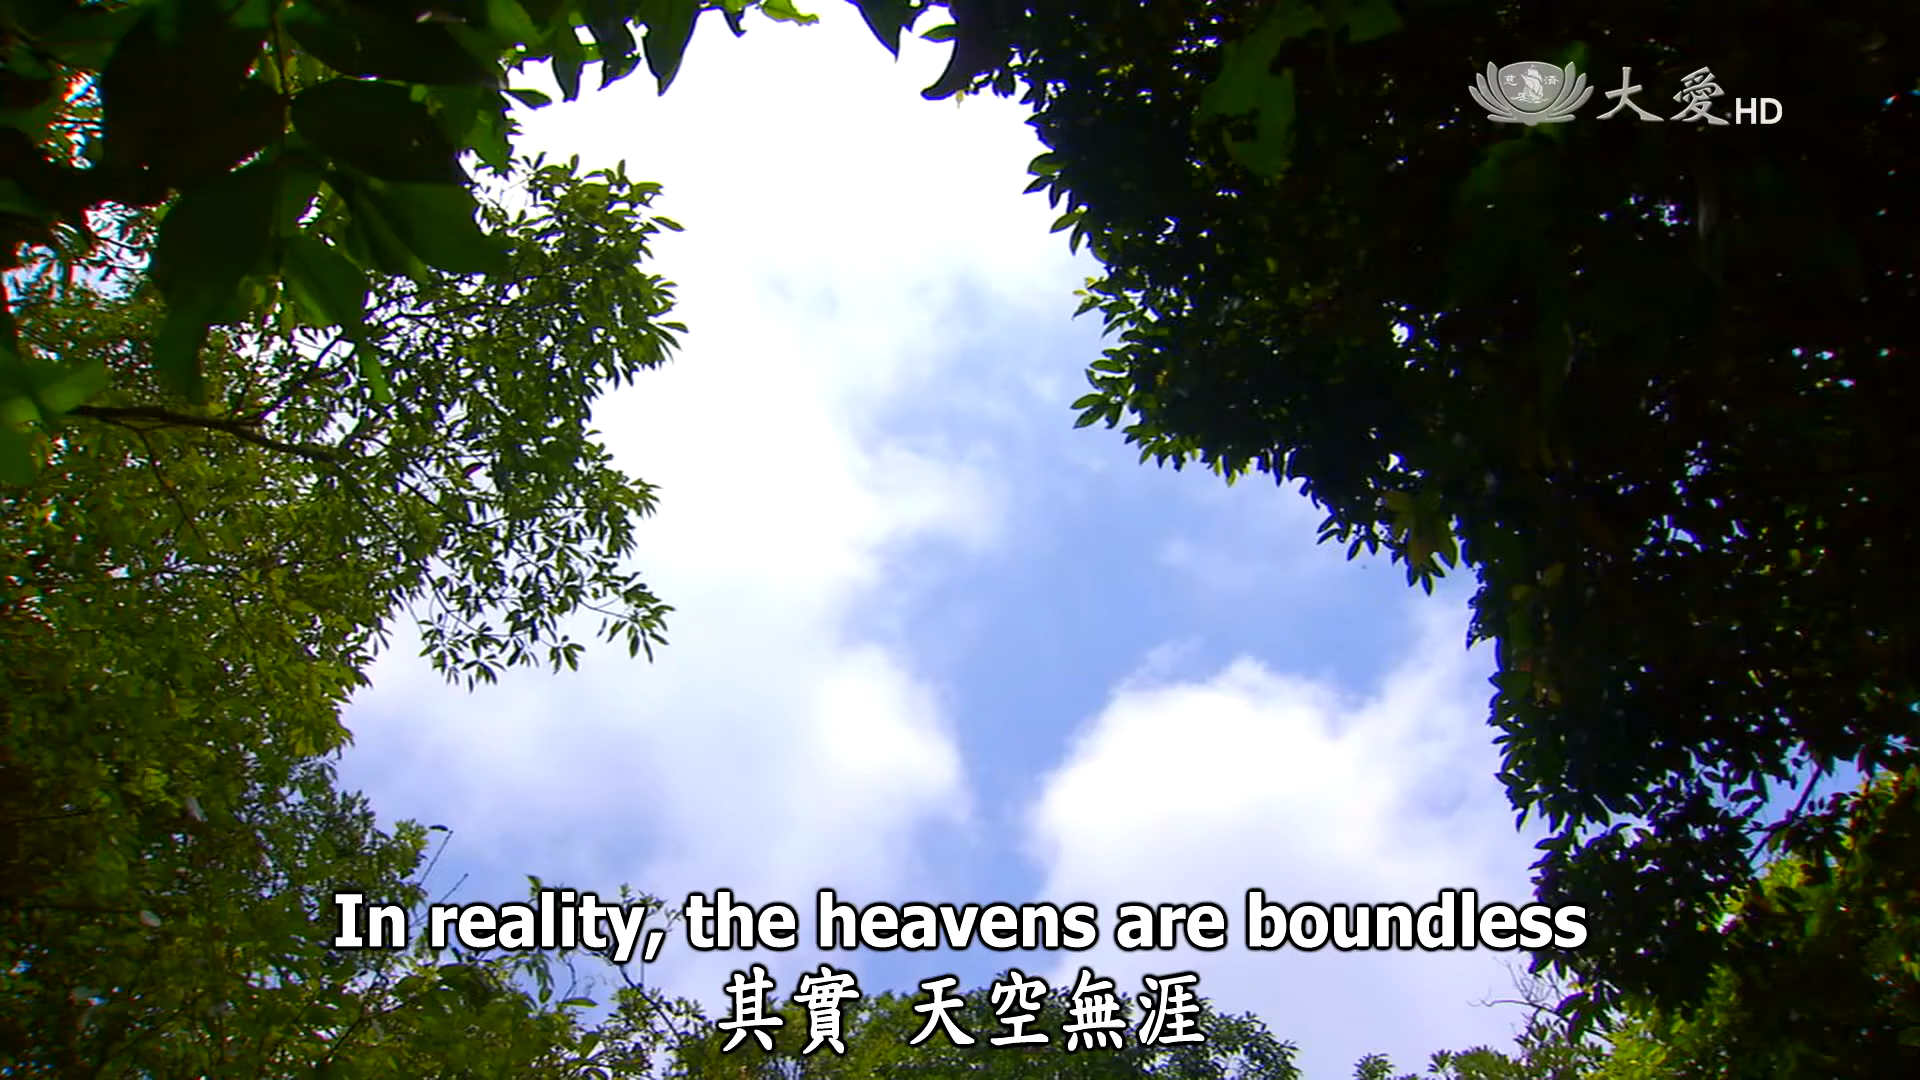 大愛HD
In reality, the heavens are boundless
其實 天空無涯